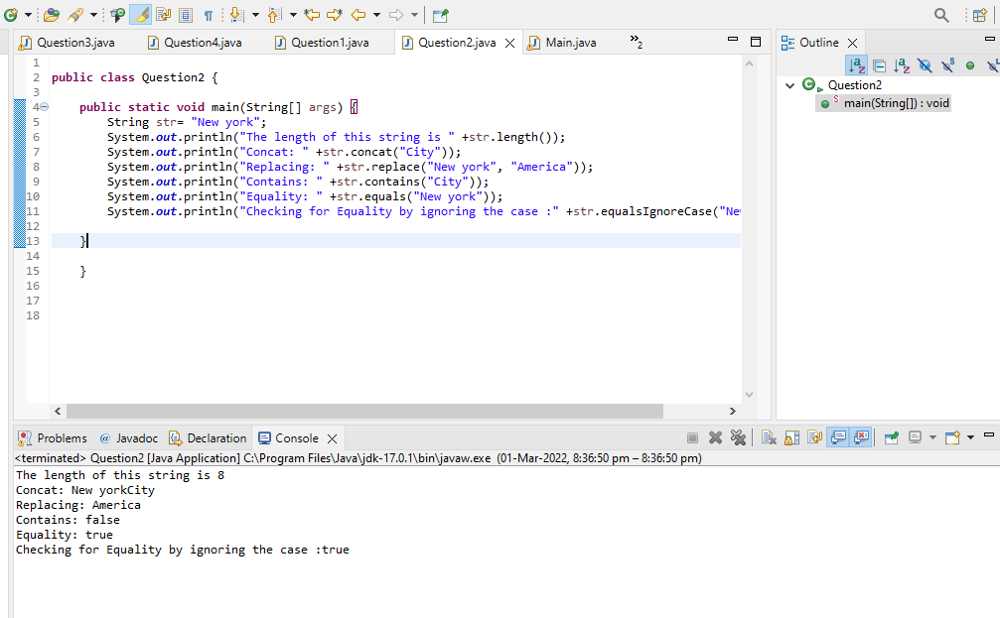 Question3.java Question4.java Question1.java Question2.java Main.java »2
Outline
Question2
main(String[]) : void
1
2 public class Question2 {
3
4 public static void main(String[] args) {
5 String str= "New york";
6 System.out.println("The length of this string is " +str.length());
7 System.out.println("Concat: " +str.concat("City"));
8 System.out.println("Replacing: " +str.replace("New york", "America"));
9 System.out.println("Contains: " +str.contains("City"));
10 System.out.println("Equality: " +str.equals("New york"));
11 System.out.println("Checking for Equality by ignoring the case :" +str.equalsIgnoreCase("Ne
12
13 }
14
15 }
16
17
18
Problems Javadoc Declaration Console
<terminated> Question2 [Java Application] C:\Program Files\Java\jdk-17.0.1\bin\javaw.exe (01-Mar-2022, 8:36:50 pm – 8:36:50 pm)
The length of this string is 8
Concat: New yorkCity
Replacing: America
Contains: false
Equality: true
Checking for Equality by ignoring the case :true